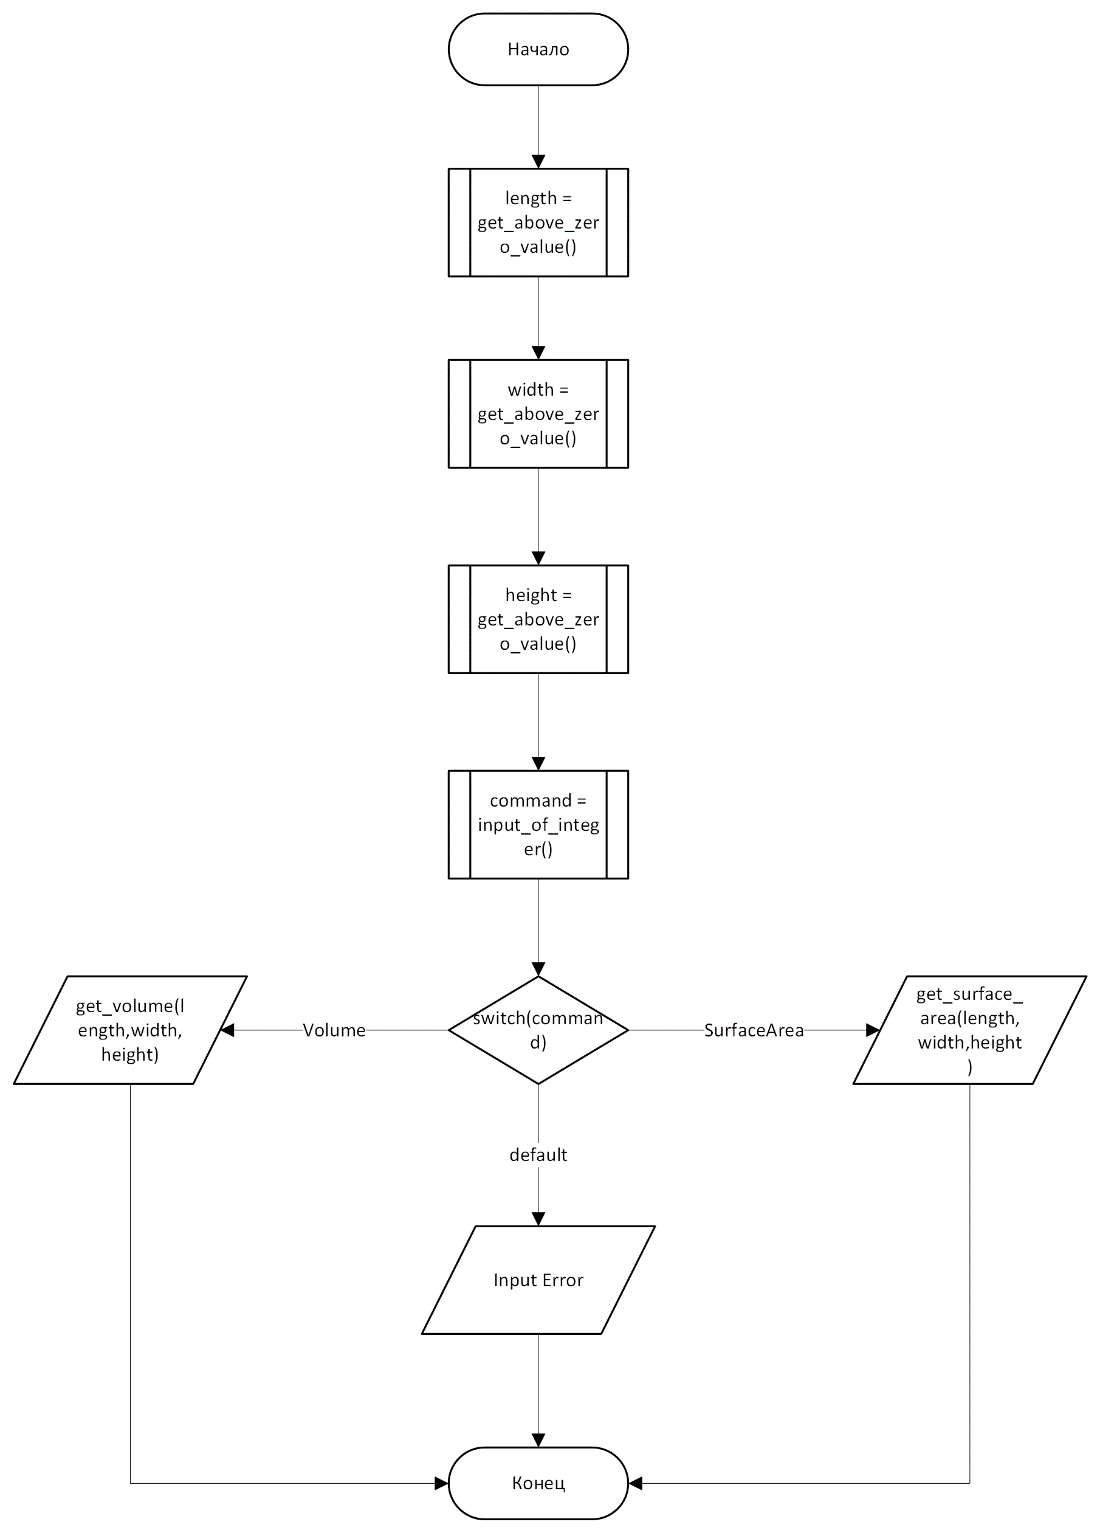 Начало
length =
get_above_zer
o_value()
width =
get_above_zer
o_value()
height =
get_above_zer
o_value()
command =
input_of_integ
er()
get_volume(l
ength,width,
height)
Volume
switch(comman
d)
SurfaceArea
get_surface_
area(length,
width,height
)
default
Input Error
Конец